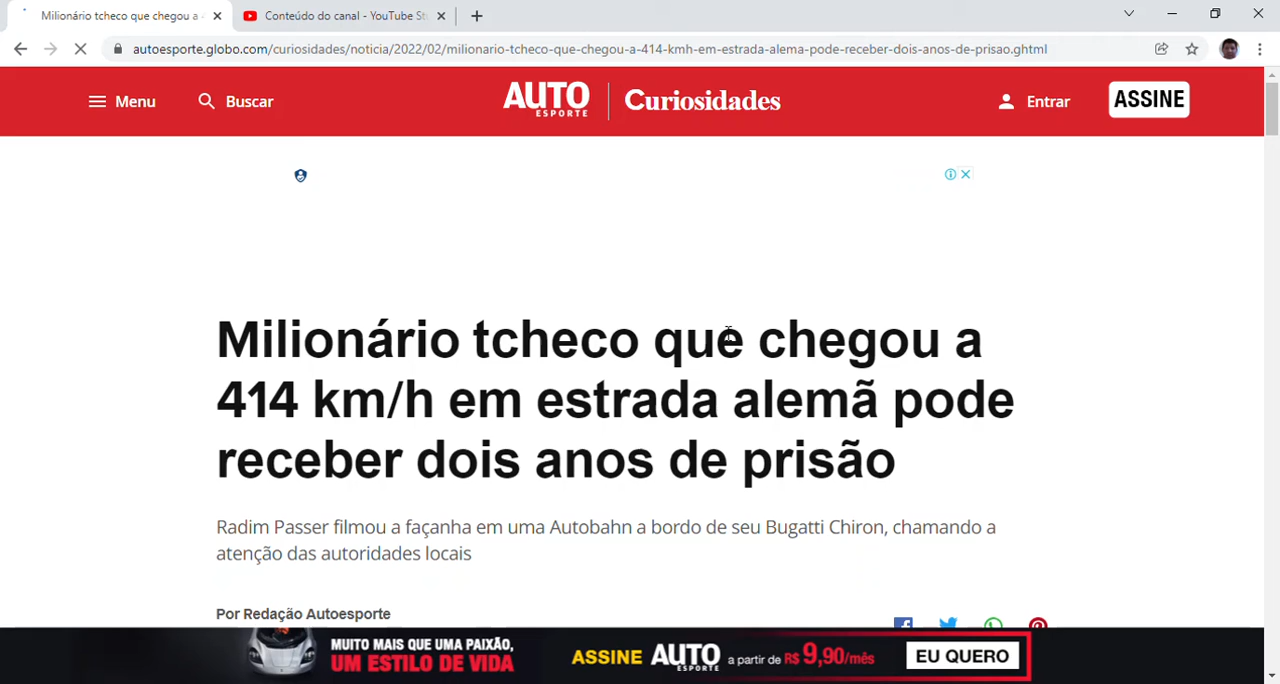 Milionário tcheco que chegou a
Conteúdo do canal - YouTube St
autoesporte.globo.com/curiosidades/noticia/2022/02/milionario-tcheco-que-chegou-a-414-kmh-em-estrada-alema-pode-receber-dois-anos-de-prisao.ghtml
Menu
Buscar
AUTO
ESPORTE
Curiosidades
Entrar
ASSINE
Milionário tcheco que chegou a
414 km/h em estrada alemã pode
receber dois anos de prisão
Radim Passer filmou a façanha em uma Autobahn a bordo de seu Bugatti Chiron, chamando a
atenção das autoridades locais
Por Redação Autoesporte
MUITO MAIS QUE UMA PAIXÃO,
UM ESTILO DE VIDA
ASSINE AUTO ESPORTE a partir de R$ 9,90/mês
EU QUERO